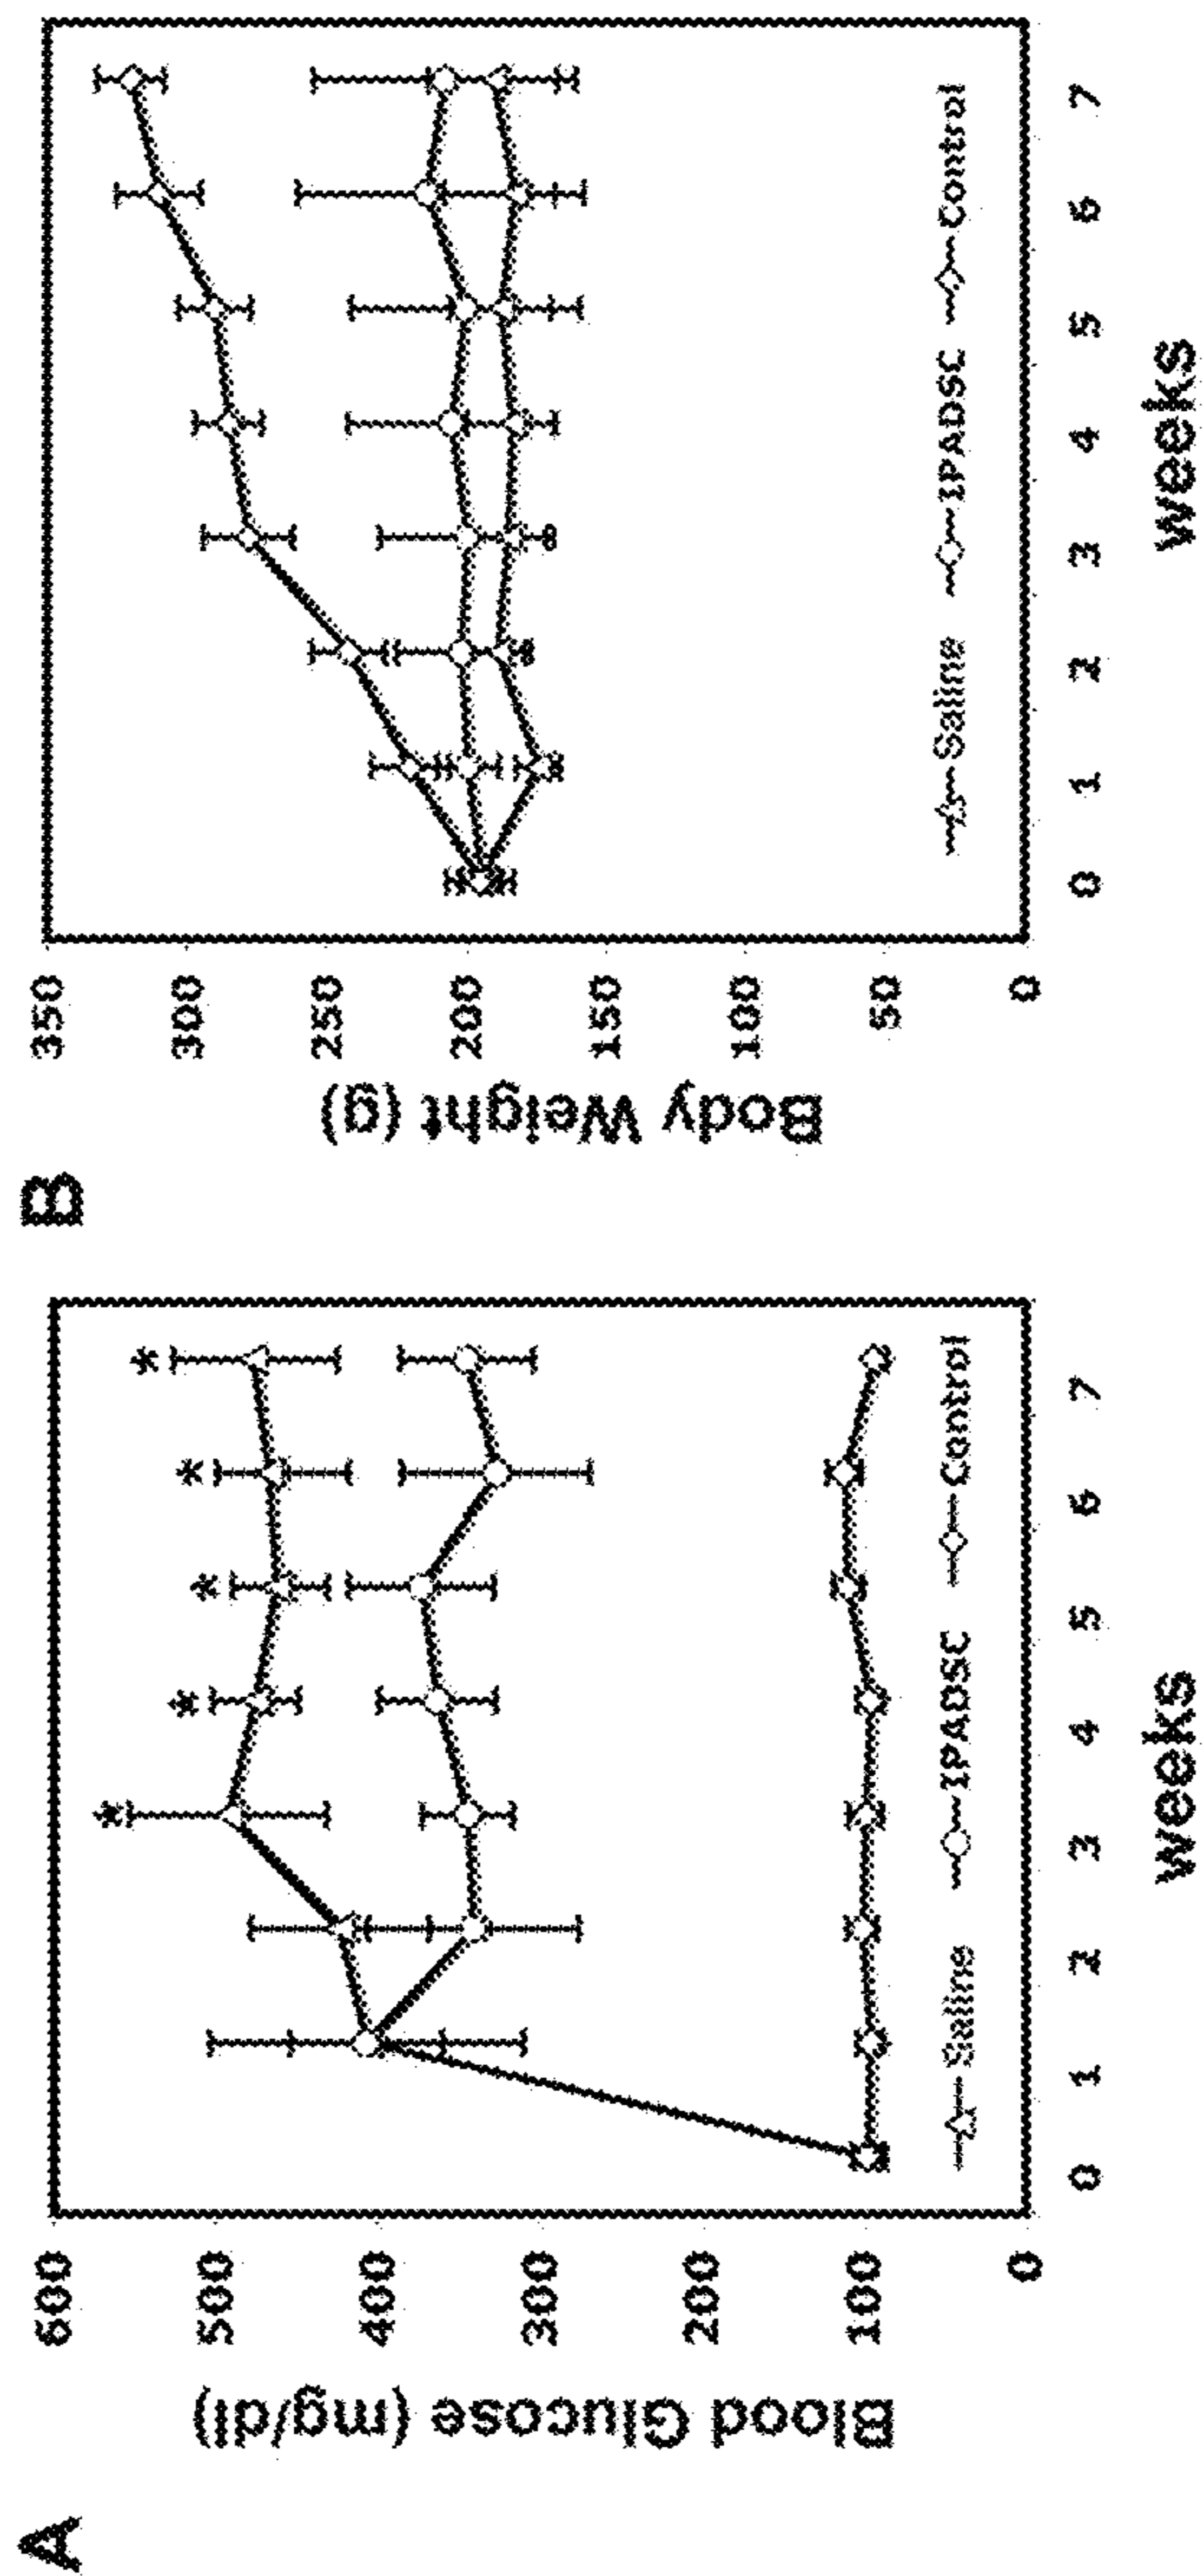 A
Blood Glucose (mg/dl)
600
500
400
300
200
100
0
* * * * *
Saline IPADSC Control
0 1 2 3 4 5 6 7
weeks
B
Body Weight (g)
350
300
250
200
150
100
50
0
Saline IPADSC Control
0 1 2 3 4 5 6 7
weeks